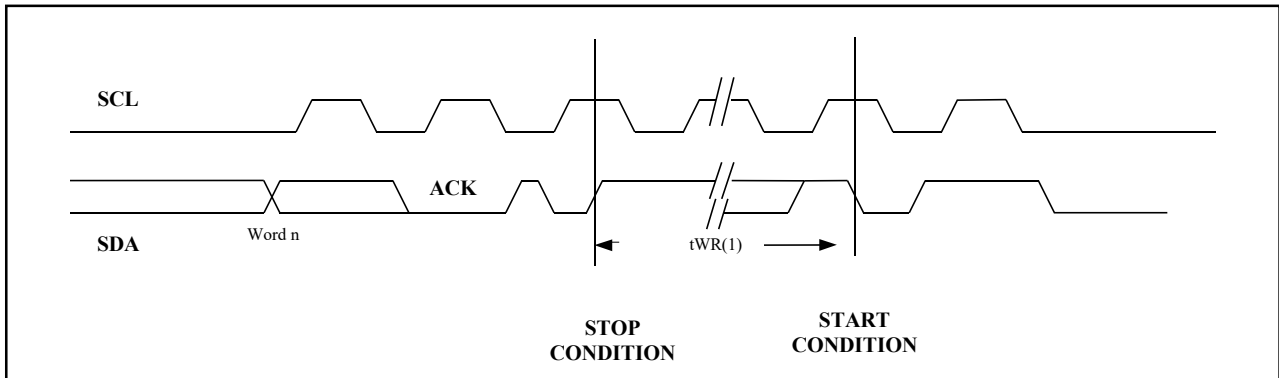 SCL
ACK
Word n
SDA
tWR(1)
STOP
CONDITION
START
CONDITION